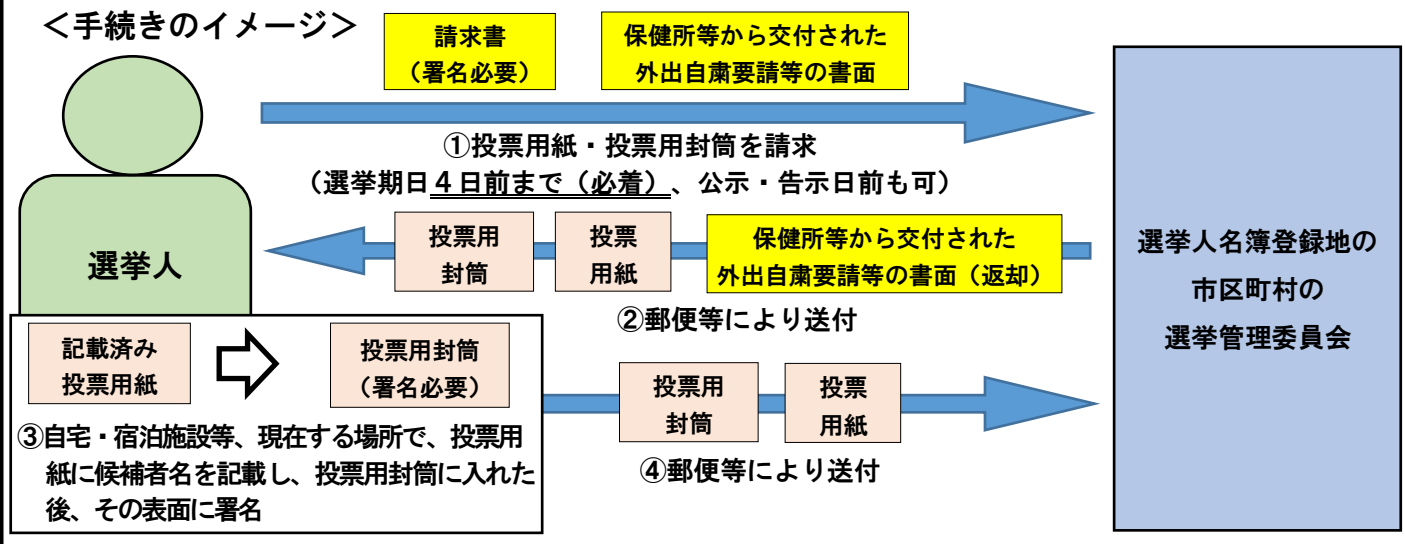 ＜手続きのイメージ＞
請求書
（署名必要）
保健所等から交付された
外出自粛要請等の書面
①投票用紙・投票用封筒を請求
（選挙期日４日前まで（必着）、公示・告示日前も可）
選挙人
投票用
封筒
投票
用紙
保健所等から交付された
外出自粛要請等の書面（返却）
②郵便等により送付
選挙人名簿登録地の
市区町村の
選挙管理委員会
記載済み
投票用紙
投票用封筒
（署名必要）
③自宅・宿泊施設等、現在する場所で、投票用
紙に候補者名を記載し、投票用封筒に入れた
後、その表面に署名
投票用
封筒
投票
用紙
④郵便等により送付